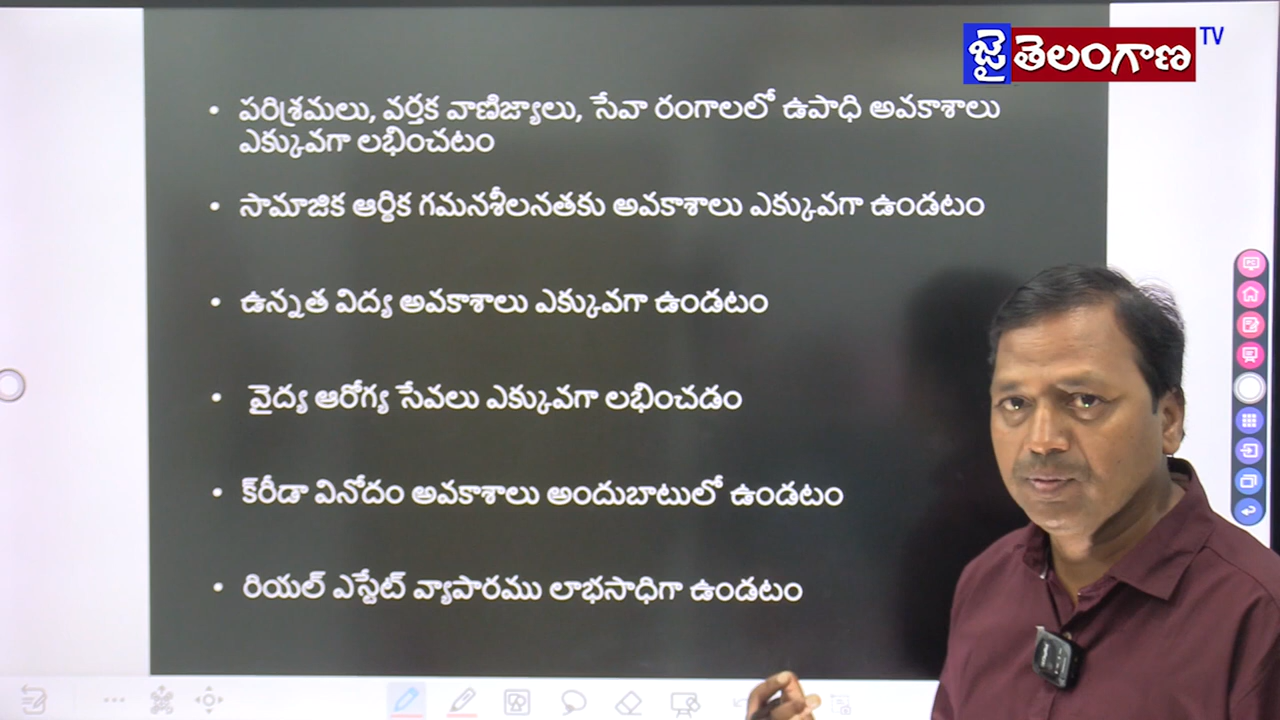 జై తెలంగాణ TV
• పరిశ్రమలు, వర్తక వాణిజ్యాలు, సేవా రంగాలలో ఉపాధి అవకాశాలు
ఎక్కువగా లభించటం
• సామాజిక ఆర్థిక గమనశీలనతకు అవకాశాలు ఎక్కువగా ఉండటం
• ఉన్నత విద్య అవకాశాలు ఎక్కువగా ఉండటం
• వైద్య ఆరోగ్య సేవలు ఎక్కువగా లభించడం
• క్‌రీడా వినోదం అవకాశాలు అందుబాటులో ఉండటం
• రియల్ ఎస్టేట్ వ్యాపారము లాభసాధిగా ఉండటం